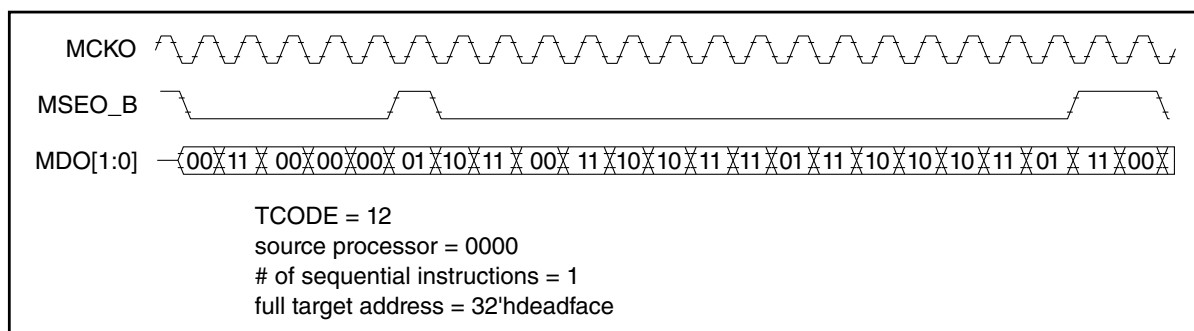 MCKO
MSEO_B
MDO[1:0] 00 11 00 00 00 01 10 11 00 11 10 10 11 11 01 11 10 10 10 11 01 11 00
TCODE = 12
source processor = 0000
# of sequential instructions = 1
full target address = 32'hdeadface